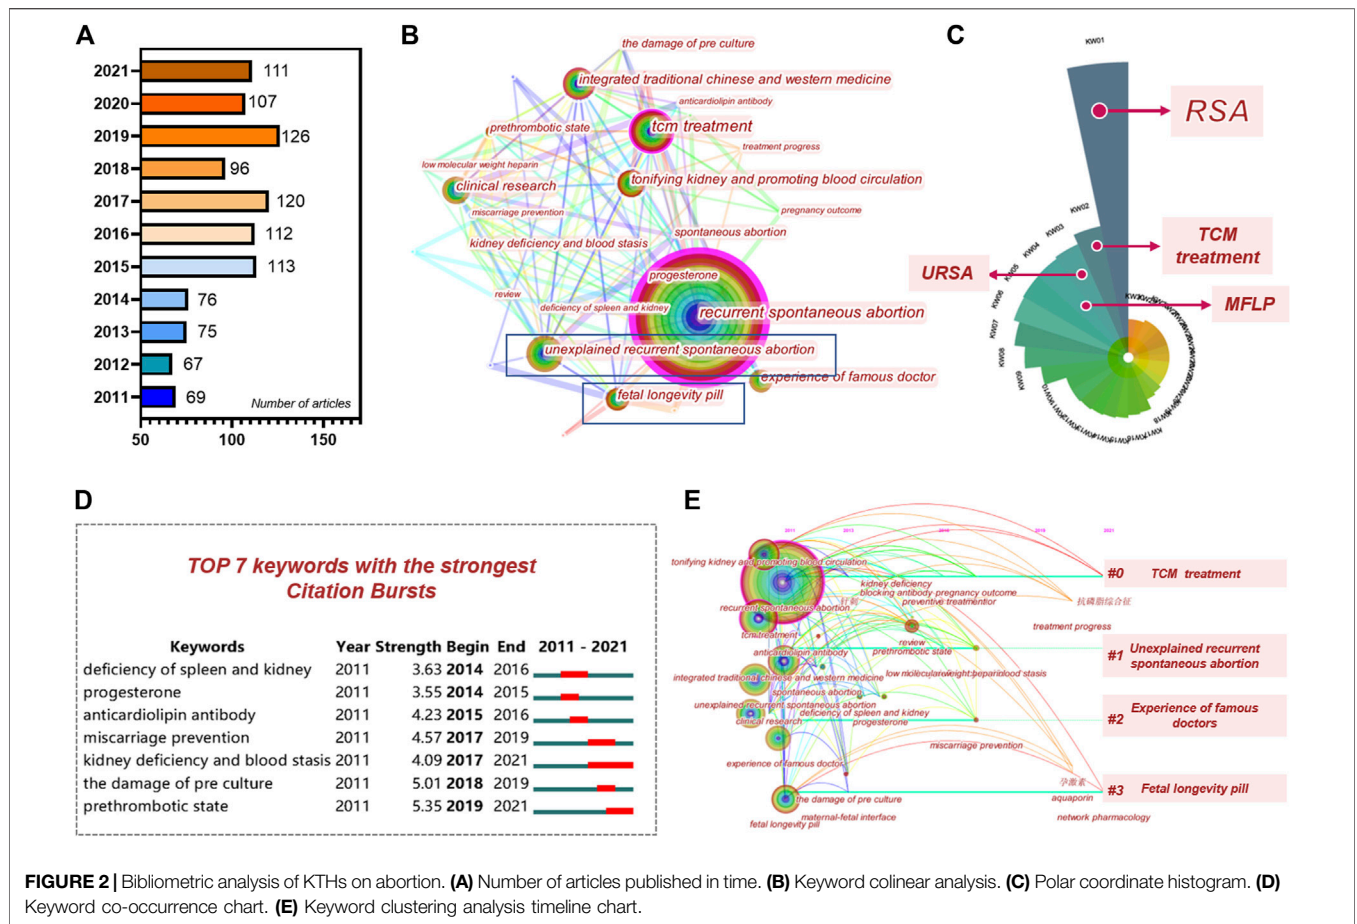 A
2021 111
2020 107
2019 126
2018 96
2017 120
2016 112
2015 113
2014 76
2013 75
2012 67
2011 69
Number of articles
50 100 150
B
the damage of pre culture
integrated traditional chinese and western medicine
anticardiolipin antibody
prethrombotic state
tcm treatment
treatment progress
low molecular weight heparin
clinical research
tonifying kidney and promoting blood circulation
miscarriage prevention
pregnancy outcome
spontaneous abortion
kidney deficiency and blood stasis
progesterone
review
deficiency of spleen and kidney
recurrent spontaneous abortion
unexplained recurrent spontaneous abortion
experience of famous doctor
fetal longevity pill
C
KW01
RSA
KW02
KW03
KW04
KW05
KW06
KW07
KW08
KW09
KW10
TCM
treatment
URSA
MFLP
D
TOP 7 keywords with the strongest
Citation Bursts
Keywords Year Strength Begin End 2011 - 2021
deficiency of spleen and kidney 2011 3.63 2014 2016
progesterone 2011 3.55 2014 2015
anticardiolipin antibody 2011 4.23 2015 2016
miscarriage prevention 2011 4.57 2017 2019
kidney deficiency and blood stasis 2011 4.09 2017 2021
the damage of pre culture 2011 5.01 2018 2019
prethrombotic state 2011 5.35 2019 2021
E
2011 2021
tonifying kidney and promoting blood circulation
#0 TCM treatment
kidney deficiency
blocking antibody
pregnancy outcome
preventive treatment
针刺
抗磷脂综合征
recurrent spontaneous abortion
treatment progress
tcm treatment
review
prethrombotic state
anticardiolipin antibody
#1 Unexplained recurrent
spontaneous abortion
integrated traditional chinese and western medicine
low molecular weight heparin
blood stasis
spontaneous abortion
unexplained recurrent spontaneous abortion
deficiency of spleen and kidney
clinical research
progesterone
#2 Experience of famous
doctors
miscarriage prevention
experience of famous doctor
孕激素
#3 Fetal longevity pill
the damage of pre culture
aquaporin
maternal-fetal interface
network pharmacology
fetal longevity pill
FIGURE 2 | Bibliometric analysis of KTHs on abortion. (A) Number of articles published in time. (B) Keyword colinear analysis. (C) Polar coordinate histogram. (D)
Keyword co-occurrence chart. (E) Keyword clustering analysis timeline chart.